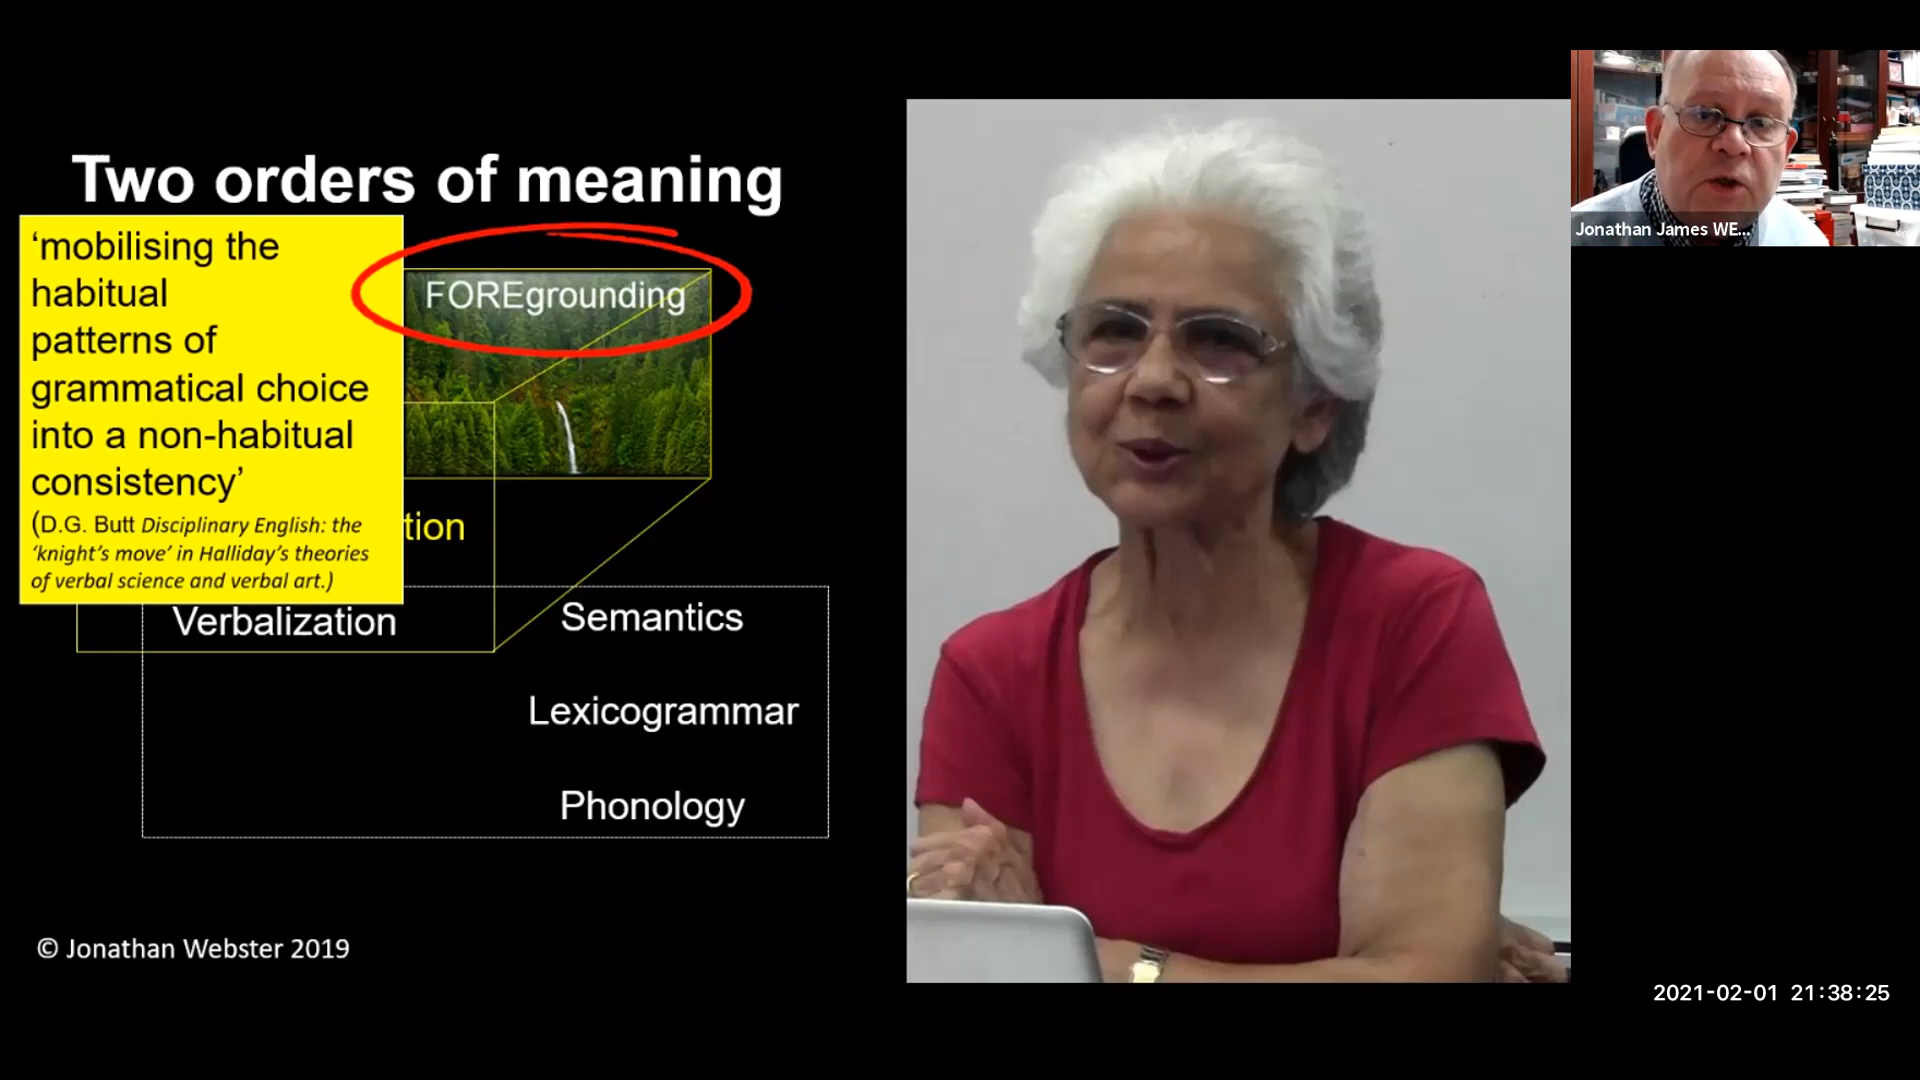 Two orders of meaning
‘mobilising the
habitual
patterns of
grammatical choice
into a non-habitual
consistency’
(D.G. Butt Disciplinary English: the
‘knight’s move’ in Halliday’s theories
of verbal science and verbal art.)
FOREgrounding
tion
Verbalization
Semantics
Lexicogrammar
Phonology
© Jonathan Webster 2019
Jonathan James WE...
2021-02-01 21:38:25